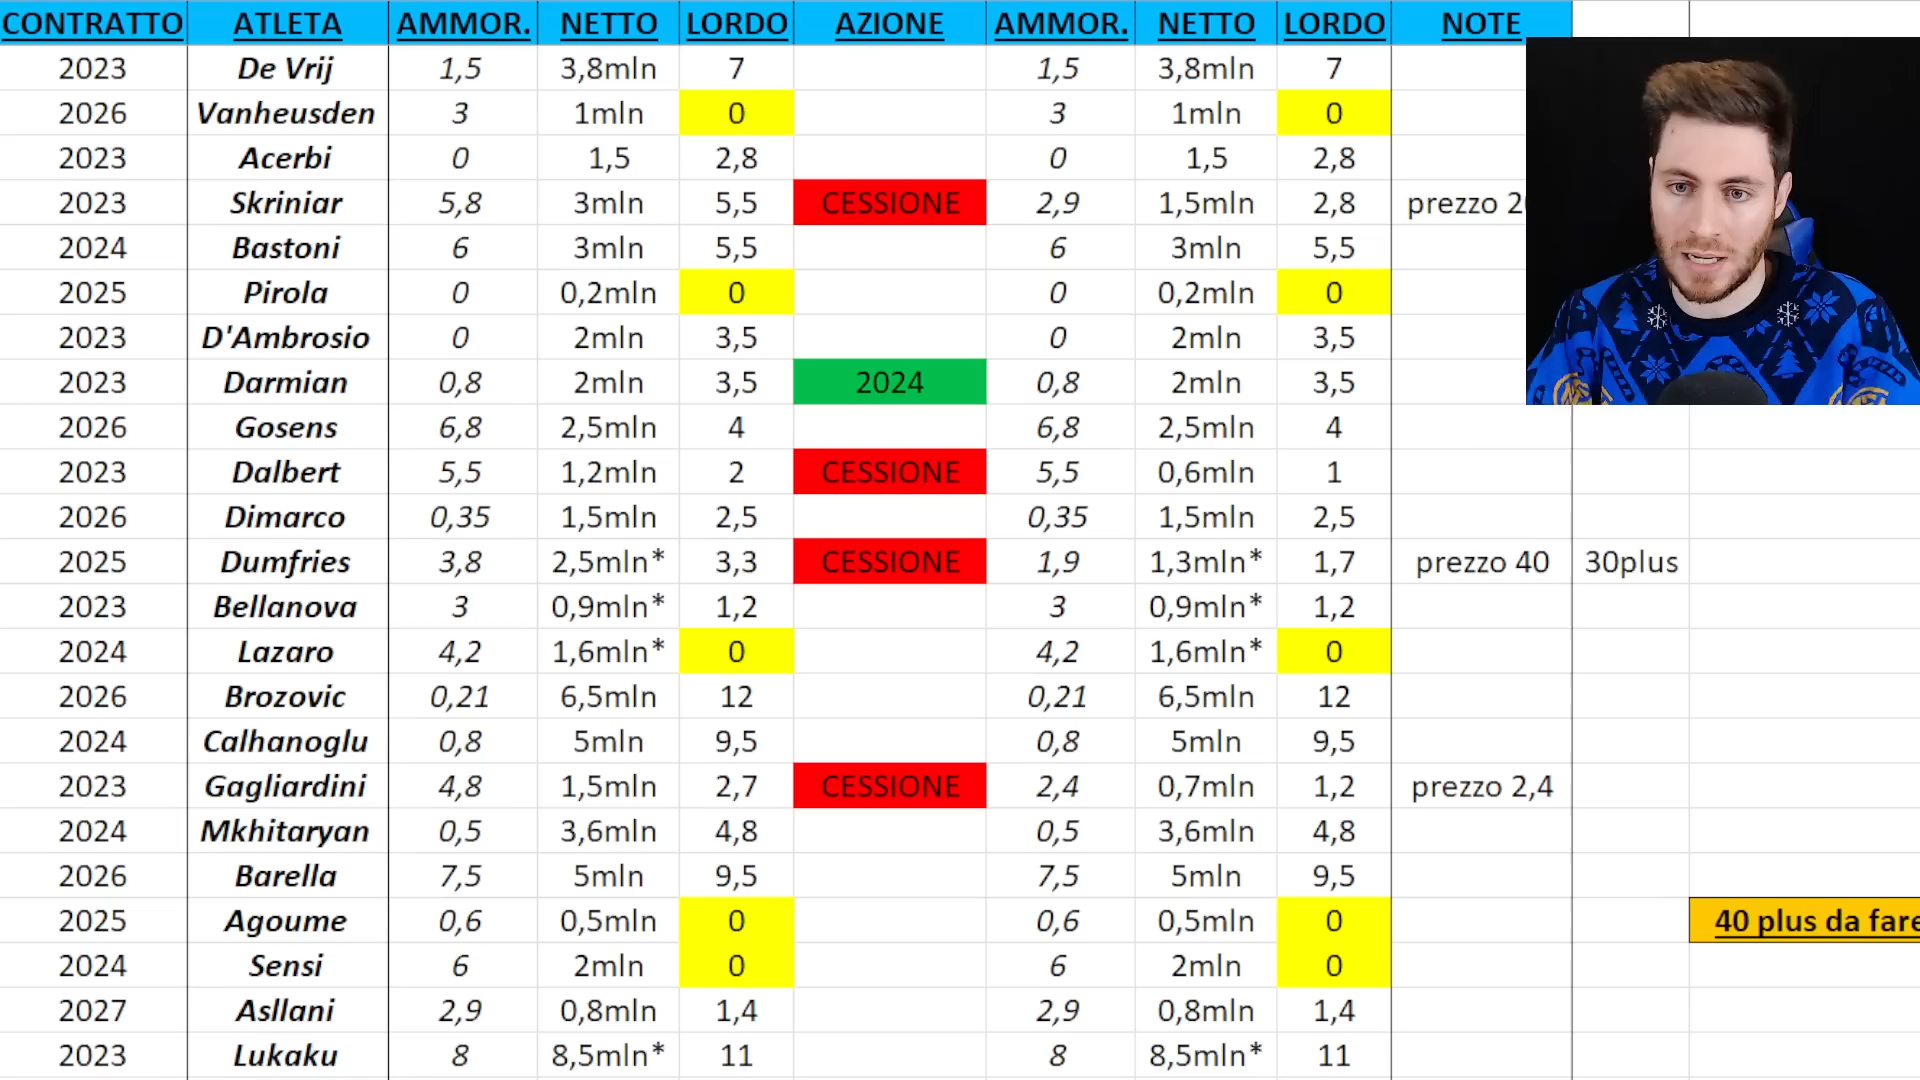 CONTRATTO ATLETA AMMOR. NETTO LORDO AZIONE AMMOR. NETTO LORDO NOTE
2023 De Vrij 1,5 3,8mln 7 1,5 3,8mln 7
2026 Vanheusden 3 1mln 0 3 1mln 0
2023 Acerbi 0 1,5 2,8 0 1,5 2,8
2023 Skriniar 5,8 3mln 5,5 CESSIONE 2,9 1,5mln 2,8 prezzo
2024 Bastoni 6 3mln 5,5 6 3mln 5,5
2025 Pirola 0 0,2mln 0 0 0,2mln 0
2023 D'Ambrosio 0 2mln 3,5 0 2mln 3,5
2023 Darmian 0,8 2mln 3,5 2024 0,8 2mln 3,5
2026 Gosens 6,8 2,5mln 4 6,8 2,5mln 4
2023 Dalbert 5,5 1,2mln 2 CESSIONE 5,5 0,6mln 1
2026 Dimarco 0,35 1,5mln 2,5 0,35 1,5mln 2,5
2025 Dumfries 3,8 2,5mln* 3,3 CESSIONE 1,9 1,3mln* 1,7 prezzo 40 30plus
2023 Bellanova 3 0,9mln* 1,2 3 0,9mln* 1,2
2024 Lazaro 4,2 1,6mln* 0 4,2 1,6mln* 0
2026 Brozovic 0,21 6,5mln 12 0,21 6,5mln 12
2024 Calhanoglu 0,8 5mln 9,5 0,8 5mln 9,5
2023 Gagliardini 4,8 1,5mln 2,7 CESSIONE 2,4 0,7mln 1,2 prezzo 2,4
2024 Mkhitaryan 0,5 3,6mln 4,8 0,5 3,6mln 4,8
2026 Barella 7,5 5mln 9,5 7,5 5mln 9,5
2025 Agoume 0,6 0,5mln 0 0,6 0,5mln 0 40 plus da fare
2024 Sensi 6 2mln 0 6 2mln 0
2027 Asllani 2,9 0,8mln 1,4 2,9 0,8mln 1,4
2023 Lukaku 8 8,5mln* 11 8 8,5mln* 11